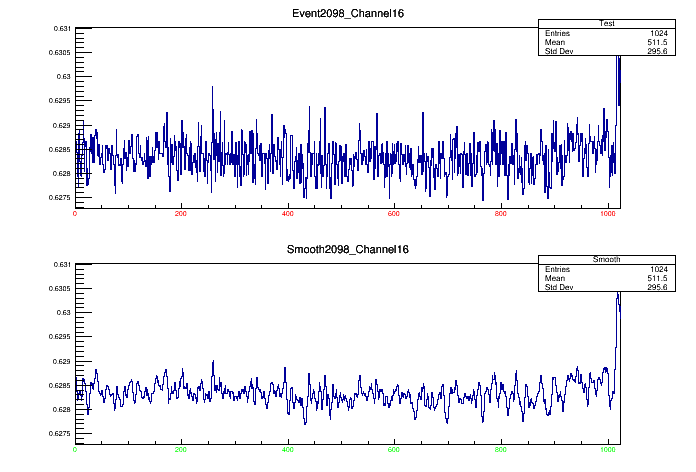 Event2098_Channel16
Test
Entries 1024
Mean 511.5
Std Dev 295.6
0.631
0.6305
0.63
0.6295
0.629
0.6285
0.628
0.6275
0 200 400 600 800 1000
Smooth2098_Channel16
Smooth
Entries 1024
Mean 511.5
Std Dev 295.6
0.631
0.6305
0.63
0.6295
0.629
0.6285
0.628
0.6275
0 200 400 600 800 1000